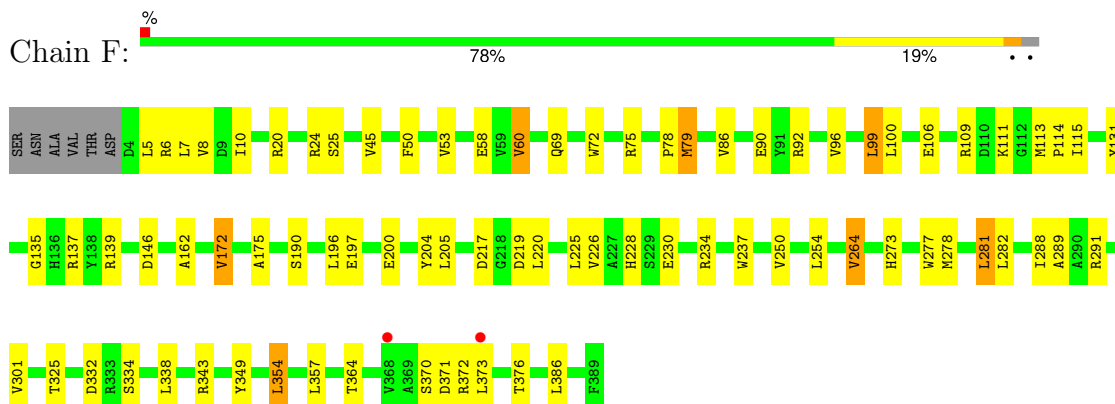 %
Chain F:
78% 19% • •
SER ASN ALA VAL THR ASP D4 L5 R6 L7 V8 D9 I10 R20 R24 S25 V45 F50 V53 E58 V59 V60 Q69 W72 R75 P78 M79 V86 E90 Y91 R92 V96 L99 L100 E106 R109 D110 K111 G112 M113 P114 I115 Y131
G135 H136 R137 Y138 R139 D146 A162 V172 A175 S190 L196 E197 E200 Y204 L205 D217 G218 D219 L220 L225 V226 A227 H228 S229 E230 R234 W237 V250 L254 V264 H273 W277 M278 L281 L282 I288 A289 A290 R291
V301 T325 D332 R333 S334 L338 R343 Y349 L354 L357 T364 V368 A369 S370 D371 R372 L373 T376 L386 F389